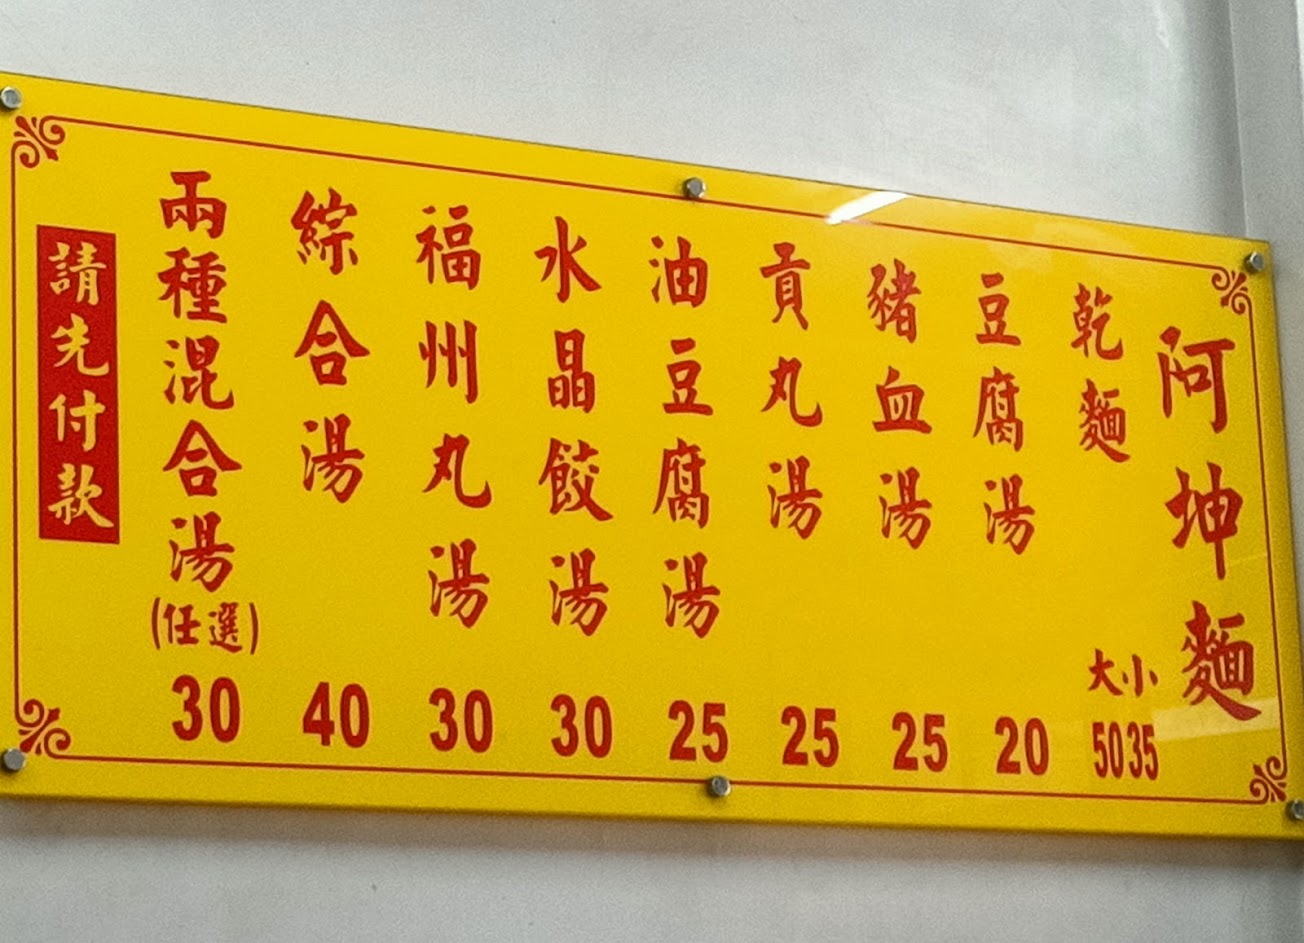 阿坤麵
乾麵 大小 50 35
豆腐湯 20
豬血湯 25
貢丸湯 25
油豆腐湯 25
水晶餃湯 30
福州丸湯 30
綜合湯 40
兩種混合湯(任選) 30
請先付款